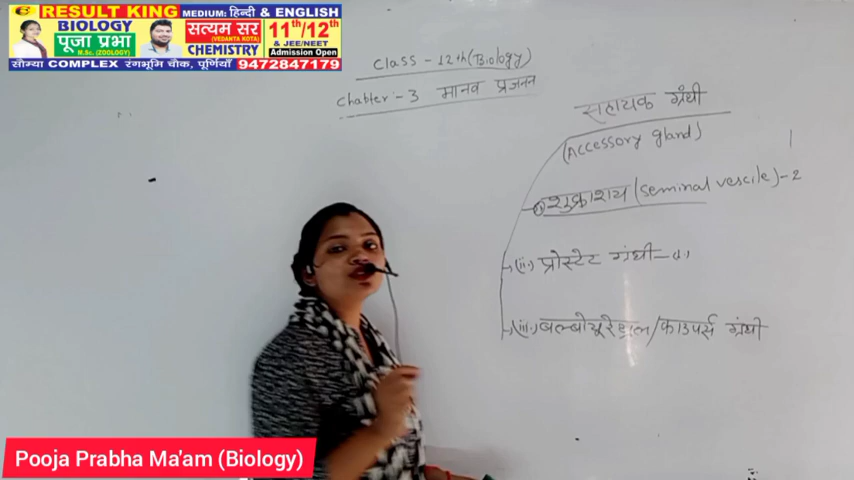 RESULT KING MEDIUM: हिन्दी & ENGLISH
BIOLOGY
पूजा प्रभा
M.Sc. (ZOOLOGY)
सत्यम सर
(VEDANTA KOTA)
CHEMISTRY
11th/12th
& JEE/NEET
Admission Open
सौम्या COMPLEX रंगभूमि चौक, पूर्णियाँ 9472847179
Class - 12th (Biology)
Chabter - 3 मानव प्रजनन
सहायक ग्रंथी
(Accessory gland)
(i) शुक्राशय (seminal vescile) - 2
(ii) प्रोस्टेट ग्रंथी - (1)
(iii) बल्बोयूरेथ्रल/काउपर्स ग्रंथी
Pooja Prabha Ma'am (Biology)